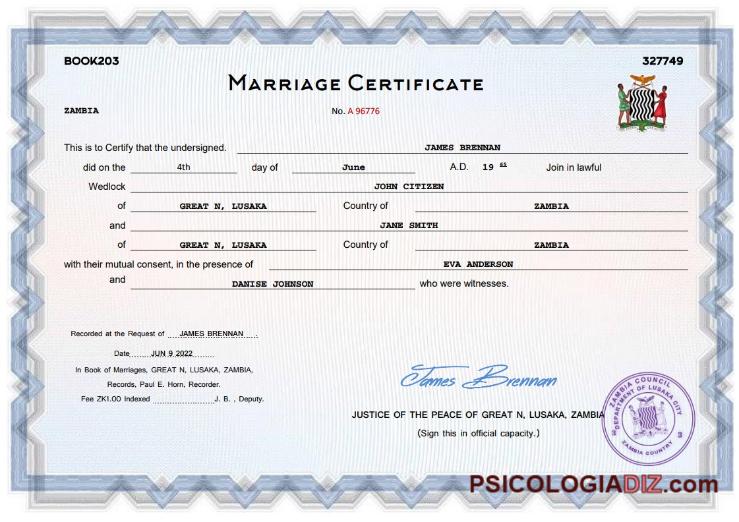 BOOK203
327749
MARRIAGE CERTIFICATE
ZAMBIA
No. A 96776
This is to Certify that the undersigned. JAMES BRENNAN
did on the 4th day of June A.D. 19 st Join in lawful
Wedlock JOHN CITIZEN
of GREAT N, LUSAKA Country of ZAMBIA
and JANE SMITH
of GREAT N, LUSAKA Country of ZAMBIA
with their mutual consent, in the presence of EVA ANDERSON
and DANISE JOHNSON who were witnesses.
Recorded at the Request of JAMES BRENNAN .
Date JUN 9 2022
In Book of Marriages, GREAT N, LUSAKA, ZAMBIA,
Records, Paul E. Horn, Recorder.
Fee ZK1.00 Indexed J. B. , Deputy.
James Brennan
JUSTICE OF THE PEACE OF GREAT N, LUSAKA, ZAMBIA
(Sign this in official capacity.)
ZAMBIA COUNCIL
DEPARTMENT OF LUSAKA CITY
ZAMBIA COUNTRY
PSICOLOGIADIZ.com